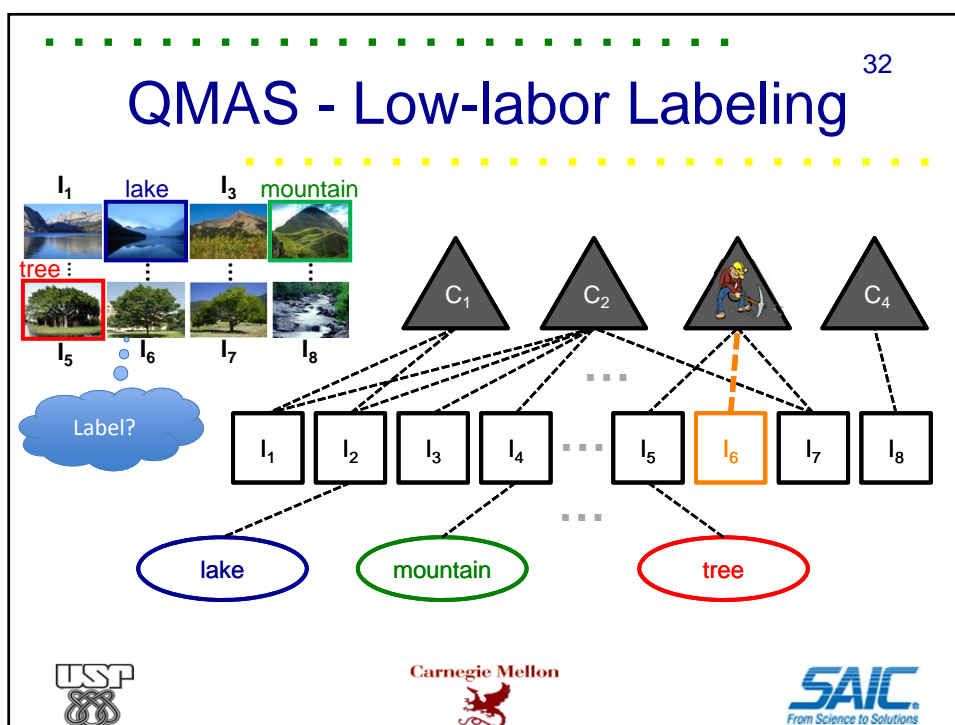 32
QMAS - Low-labor Labeling
I1 lake I3 mountain
tree
I5 I6 I7 I8
Label?
C1 C2 C4
I1 I2 I3 I4 I5 I6 I7 I8
lake mountain tree
USP
Carnegie Mellon
SAIC
From Science to Solutions